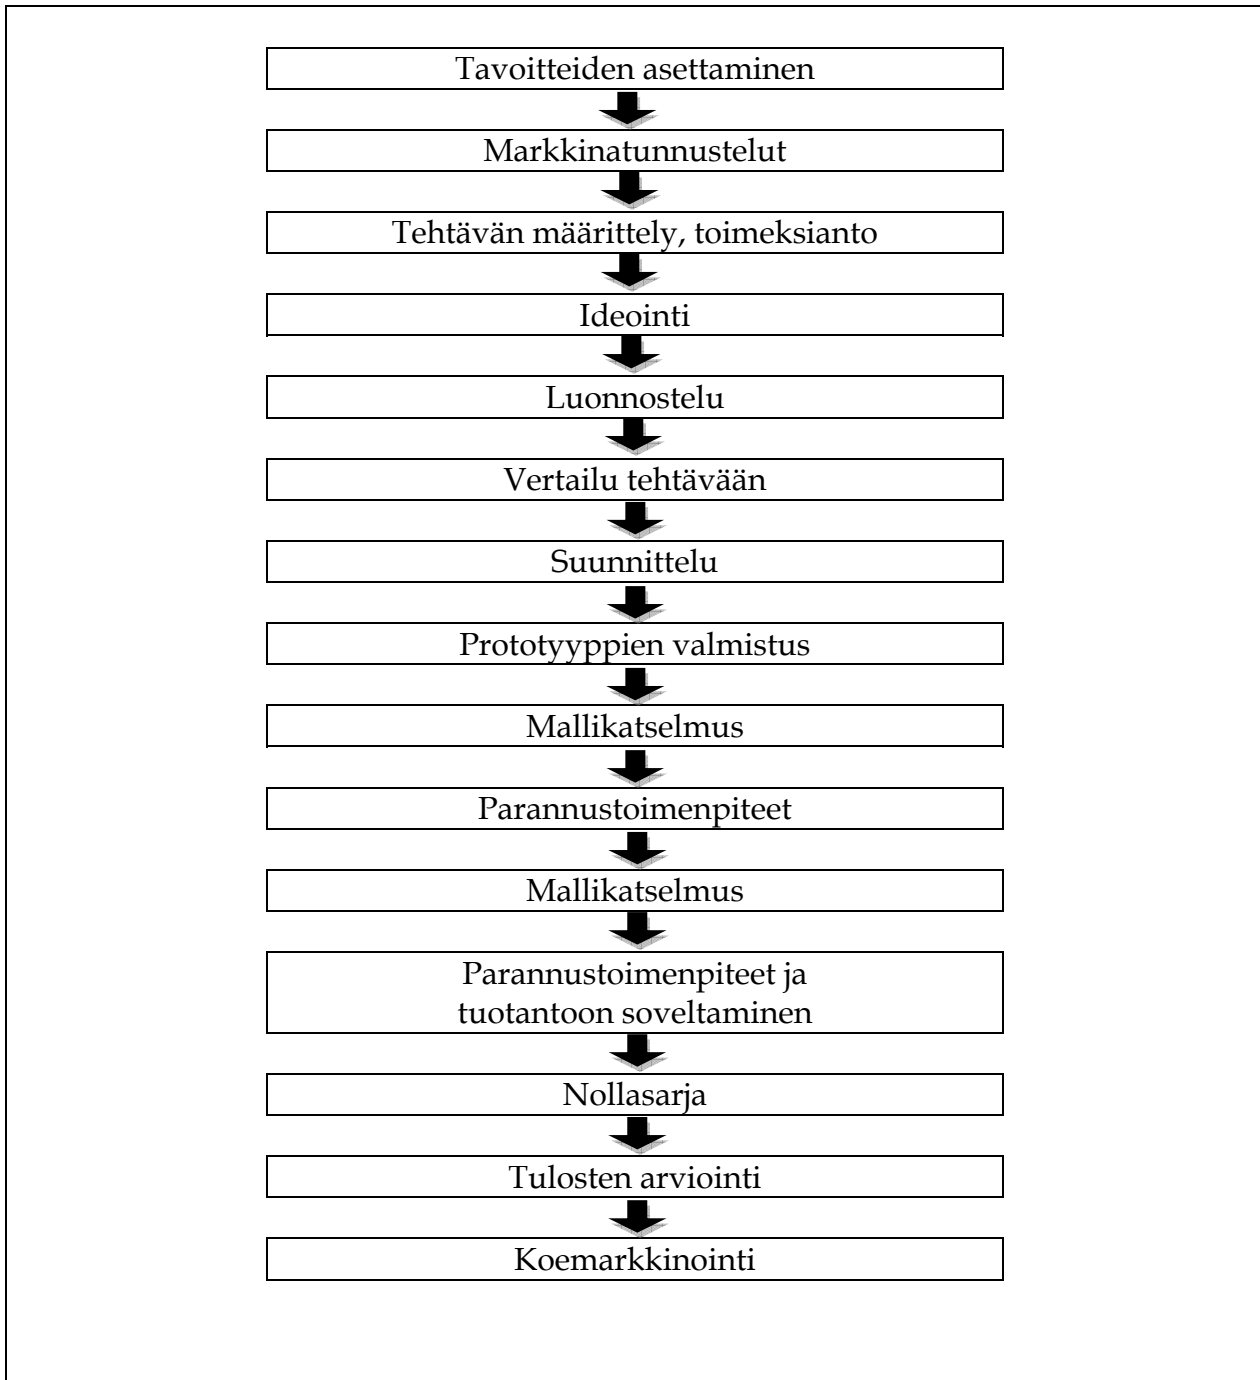 Tavoitteiden asettaminen
Markkinatunnustelut
Tehtävän määrittely, toimeksianto
Ideointi
Luonnostelu
Vertailu tehtävään
Suunnittelu
Prototyyppien valmistus
Mallikatselmus
Parannustoimenpiteet
Mallikatselmus
Parannustoimenpiteet ja
tuotantoon soveltaminen
Nollasarja
Tulosten arviointi
Koemarkkinointi